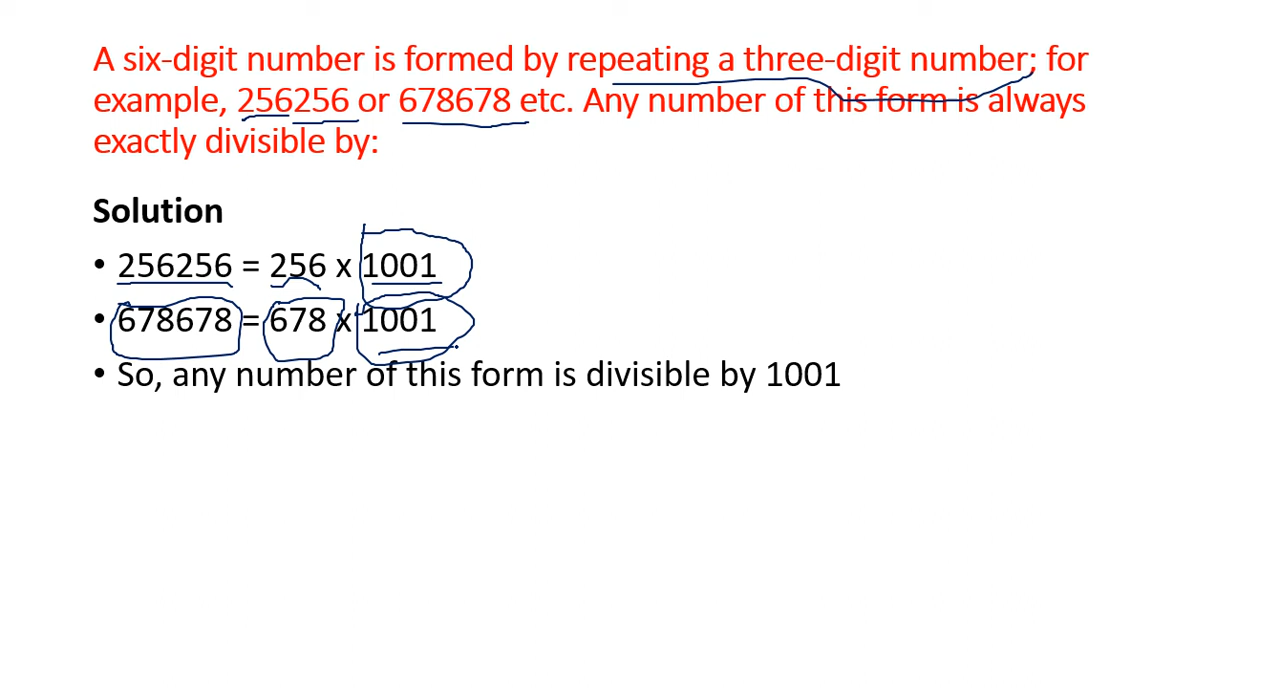 A six-digit number is formed by repeating a three-digit number; for
example, 256256 or 678678 etc. Any number of this form is always
exactly divisible by:
Solution
• 256256 = 256 x 1001
• 678678 = 678 x 1001
• So, any number of this form is divisible by 1001